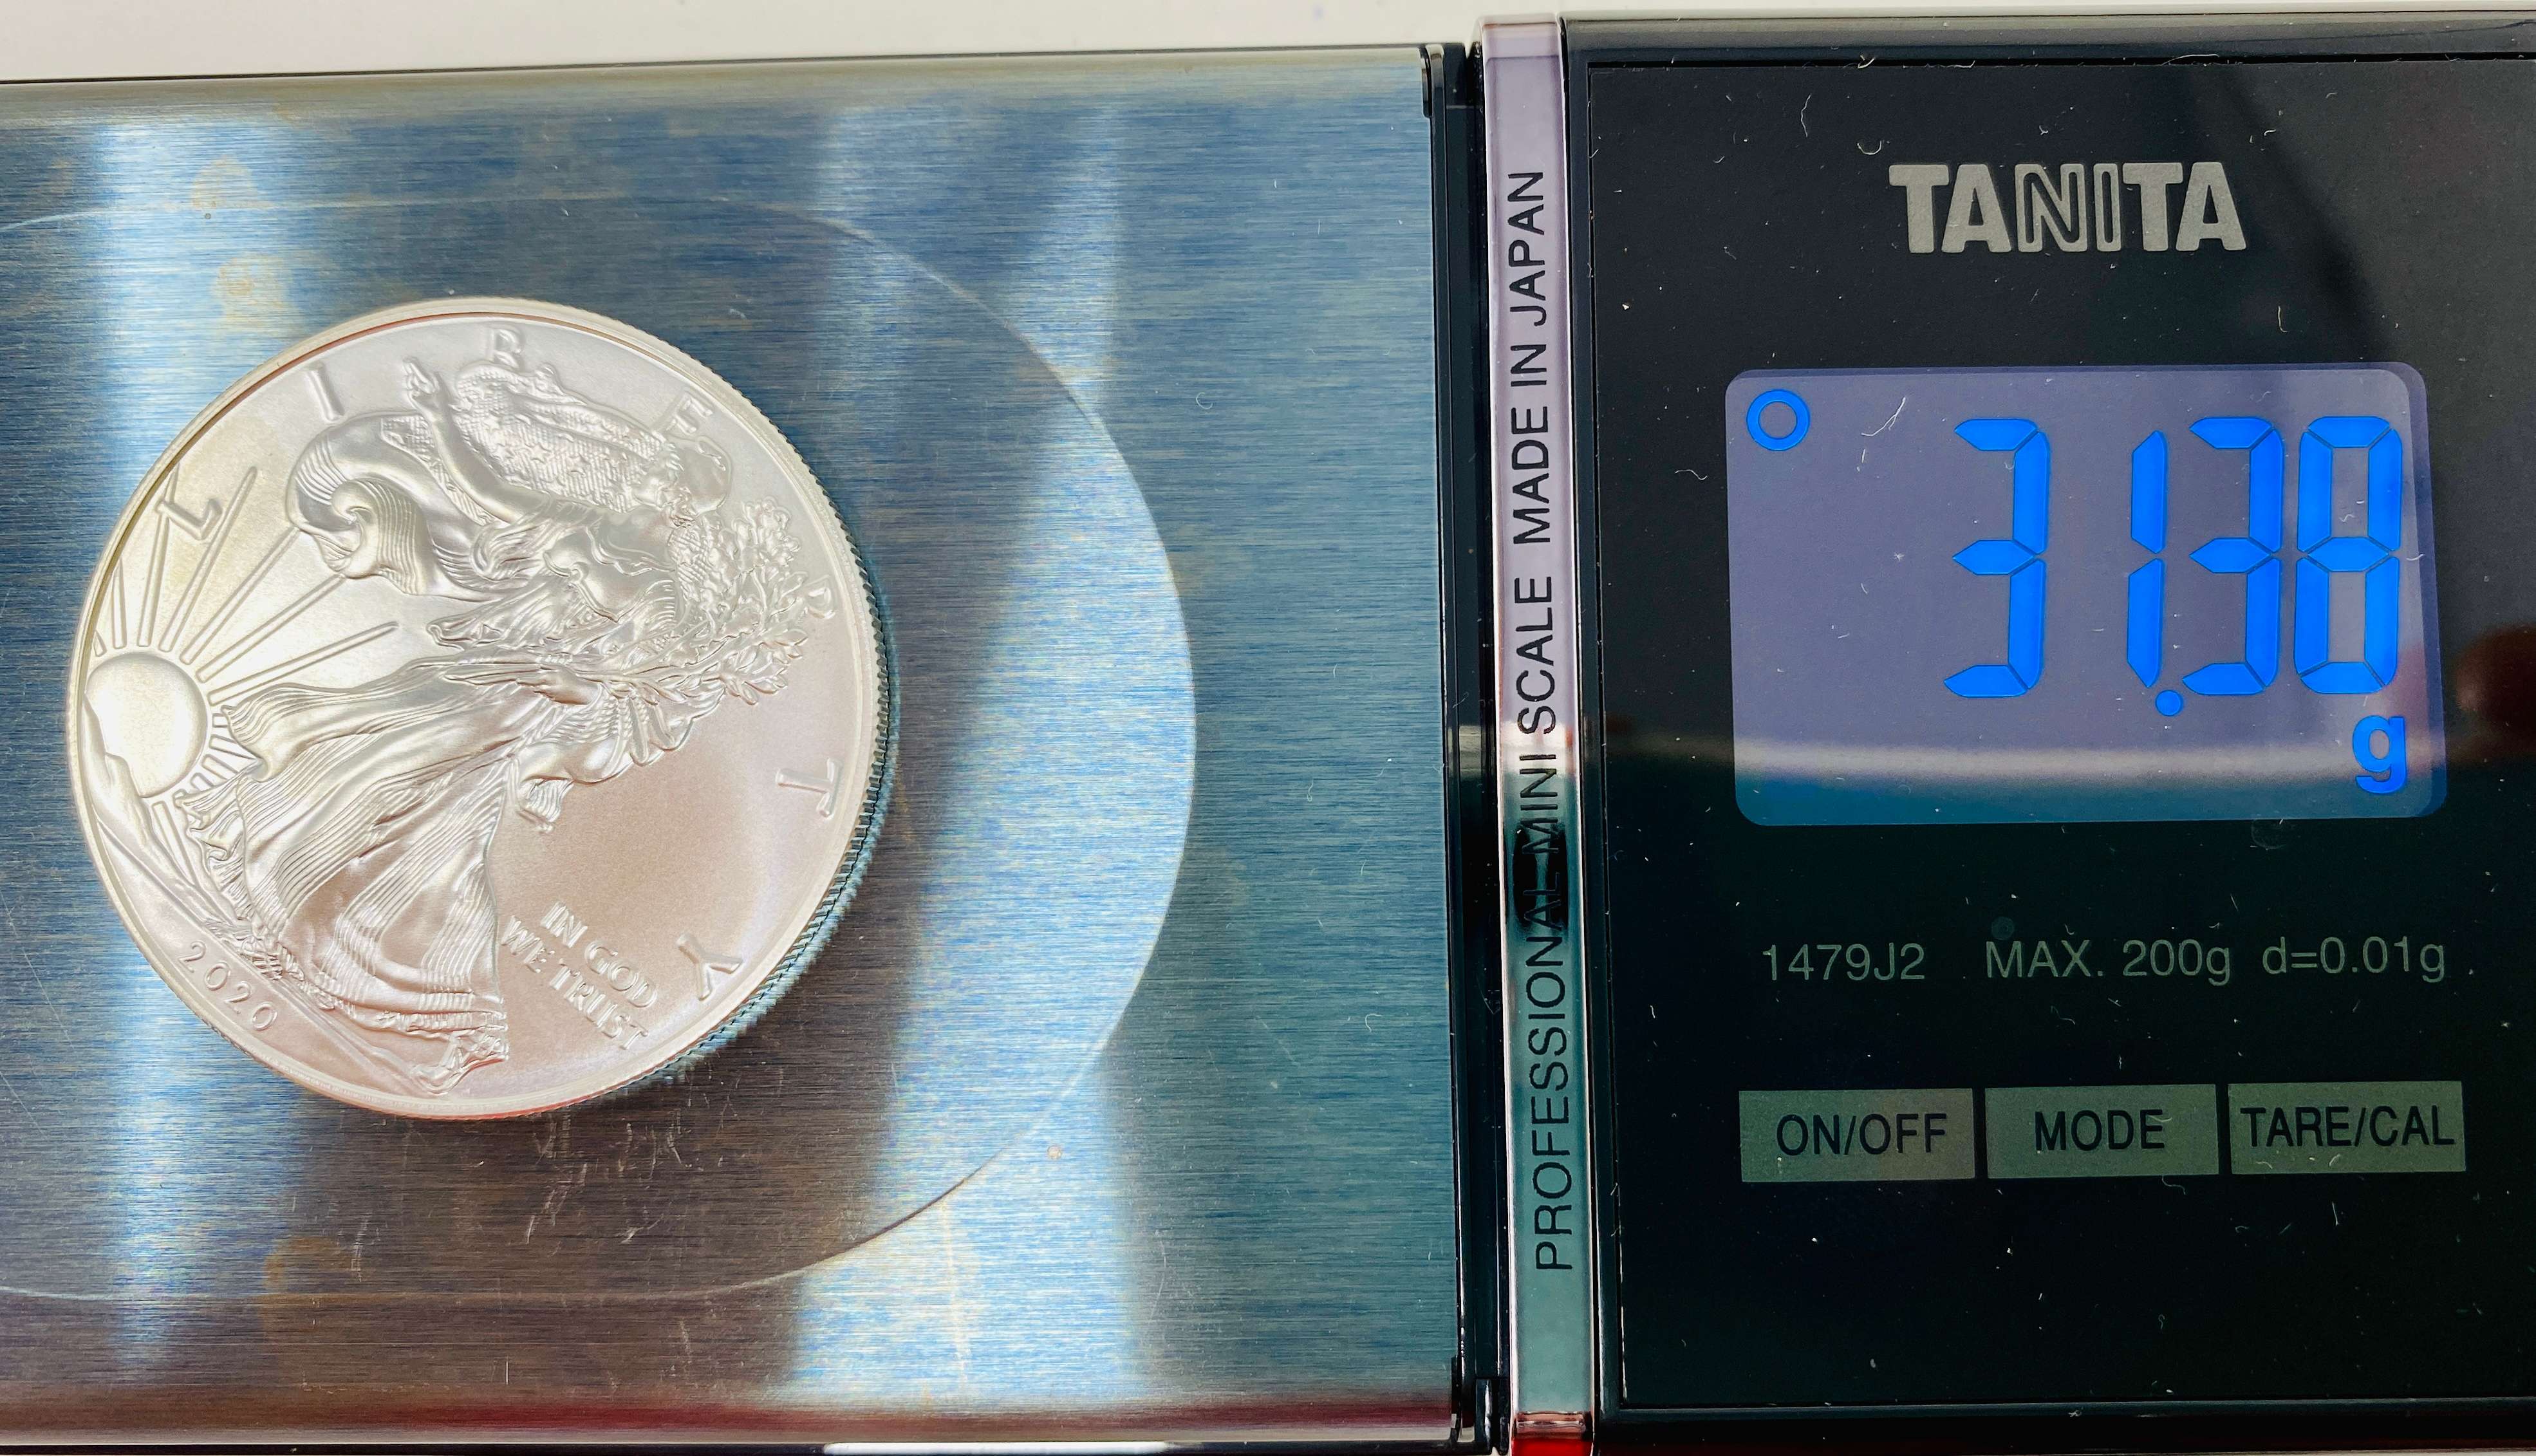 LIBERTY
IN GOD
WE TRUST
2020
PROFESSIONAL-MINI SCALE MADE IN JAPAN
TANITA
31.38
g
1479J2 MAX. 200g d=0.01g
ON/OFF MODE TARE/CAL